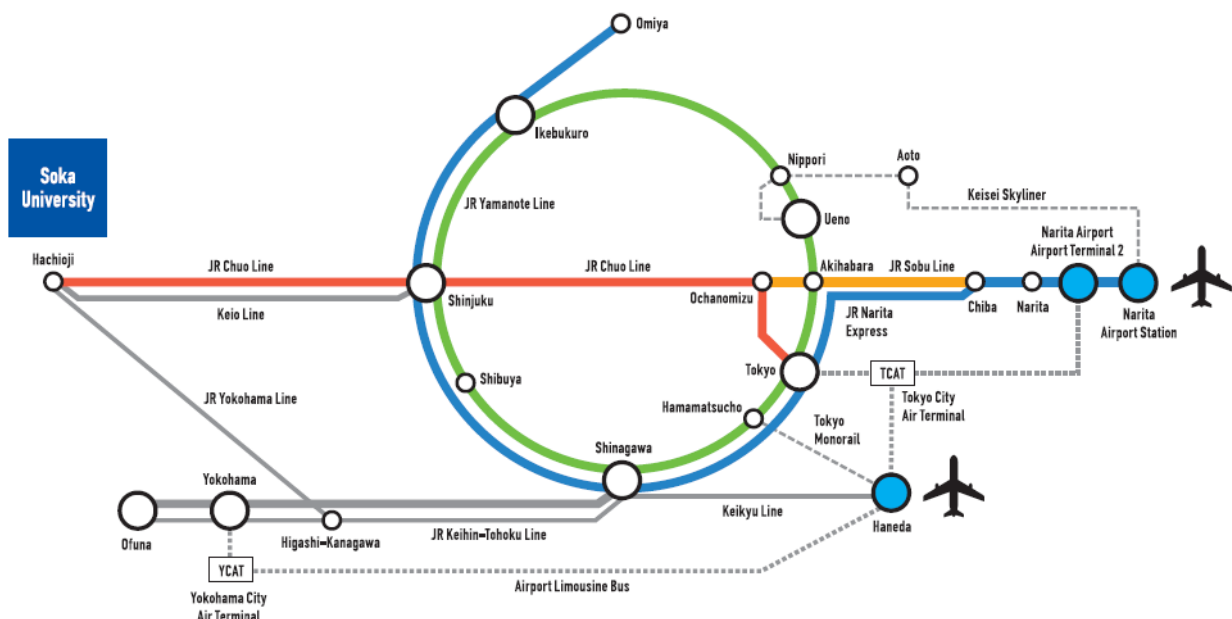 Omiya
Ikebukuro
Soka
University
Nippori
Aoto
Keisei Skyliner
JR Yamanote Line
Ueno
Narita Airport
Airport Terminal 2
Hachioji
JR Chuo Line
JR Chuo Line
Akihabara
JR Sobu Line
Keio Line
Shinjuku
Ochanomizu
JR Narita
Express
Chiba
Narita
Narita
Airport Station
Shibuya
Tokyo
TCAT
Tokyo City
Air Terminal
JR Yokohama Line
Hamamatsucho
Tokyo
Monorail
Shinagawa
Yokohama
Keikyu Line
Haneda
Ofuna
Higashi-Kanagawa
JR Keihin-Tohoku Line
YCAT
Yokohama City
Air Terminal
Airport Limousine Bus